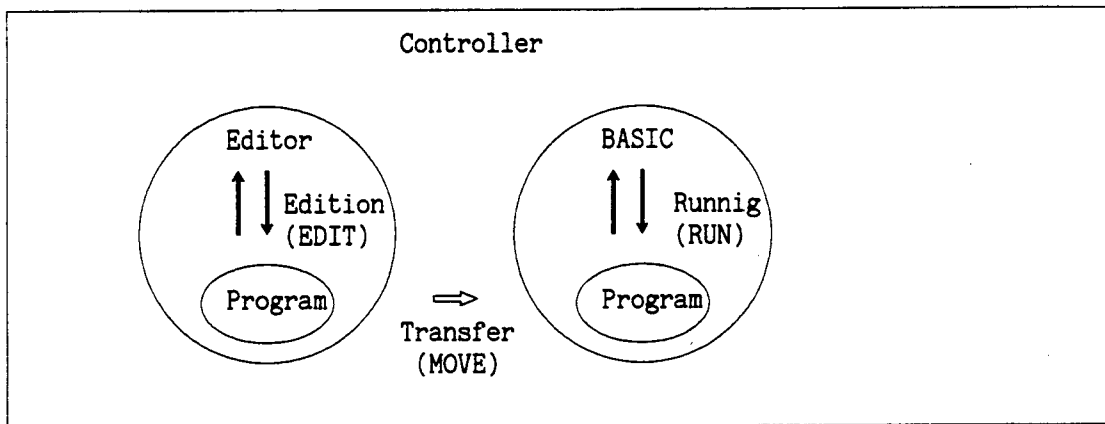 Controller
Editor
Edition
(EDIT)
Program
Transfer
(MOVE)
BASIC
Runnig
(RUN)
Program